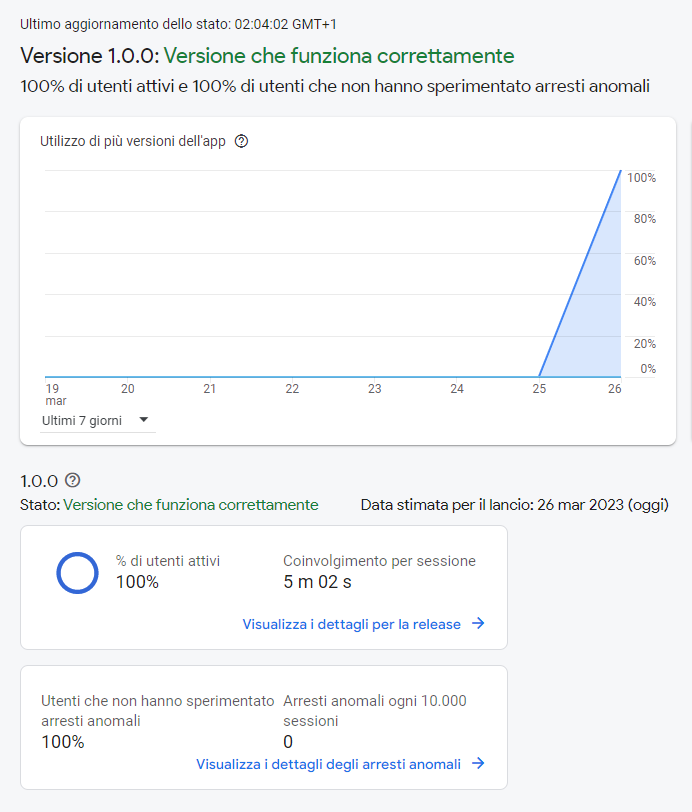 Ultimo aggiornamento dello stato: 02:04:02 GMT+1
Versione 1.0.0: Versione che funziona correttamente
100% di utenti attivi e 100% di utenti che non hanno sperimentato arresti anomali
Utilizzo di più versioni dell'app
100%
80%
60%
40%
20%
0%
19 20 21 22 23 24 25 26
mar
Ultimi 7 giorni
1.0.0
Stato: Versione che funziona correttamente Data stimata per il lancio: 26 mar 2023 (oggi)
% di utenti attivi Coinvolgimento per sessione
100% 5 m 02 s
Visualizza i dettagli per la release
Utenti che non hanno sperimentato Arresti anomali ogni 10.000
arresti anomali sessioni
100% 0
Visualizza i dettagli degli arresti anomali